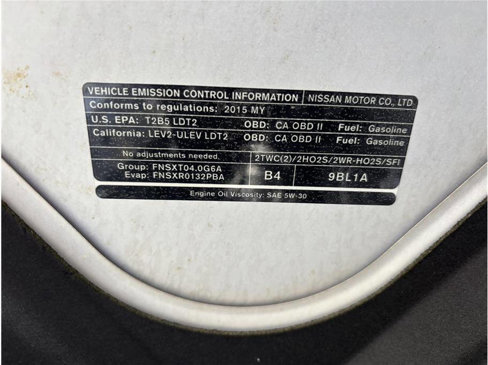 VEHICLE EMISSION CONTROL INFORMATION NISSAN MOTOR CO., LTD
Conforms to regulations: 2015 MY
U.S. EPA: T2B5 LDT2 OBD: CA OBD II Fuel: Gasoline
California: LEV2-ULEV LDT2 OBD: CA OBD II Fuel: Gasoline
No adjustments needed. 2TWC(2)/2HO2S/2WR-HO2S/SFI
Group: FNSXT04.0G6A
Evap: FNSXR0132PBA B4 9BL1A
Engine Oil Viscosity: SAE 5W-30